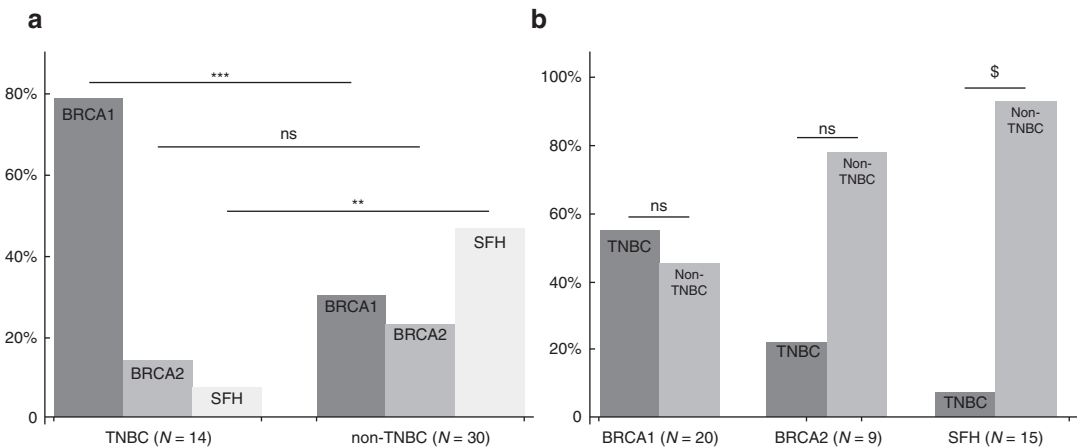 a
80%
60%
40%
20%
0
***
ns
**
BRCA1
BRCA2
SFH
BRCA1
BRCA2
SFH
TNBC (N = 14)
non-TNBC (N = 30)
b
100%
80%
60%
40%
20%
0
ns
ns
$
TNBC
Non-
TNBC
TNBC
Non-
TNBC
TNBC
Non-
TNBC
BRCA1 (N = 20)
BRCA2 (N = 9)
SFH (N = 15)